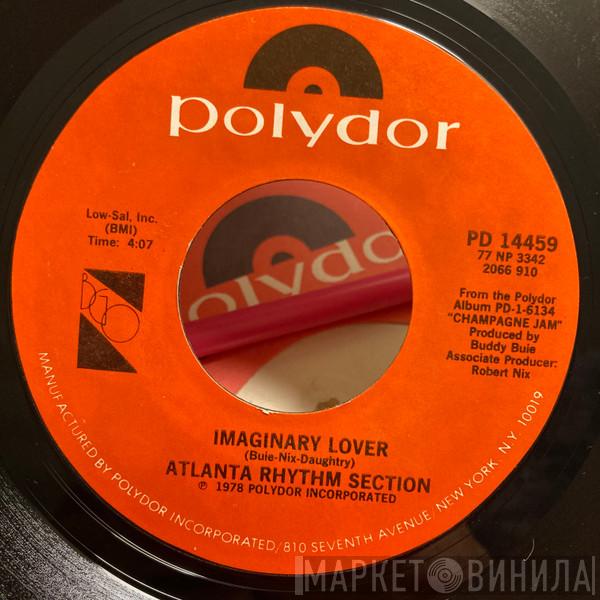 polydor
Low-Sal, Inc.
(BMI)
Time: 4:07
PD 14459
77 NP 3342
2066 910
From the Polydor
Album PD-1-6134
"CHAMPAGNE JAM"
Produced by
Buddy Buie
Associate Producer:
Robert Nix
BGO
olydo
IMAGINARY LOVER
(Buie-Nix-Daughtry)
ATLANTA RHYTHM SECTION
℗ 1978 POLYDOR INCORPORATED
MANUFACTURED BY POLYDOR INCORPORATED/810 SEVENTH AVENUE, NEW YORK, N.Y. 10019
МАРКЕТ ВИНИЛА